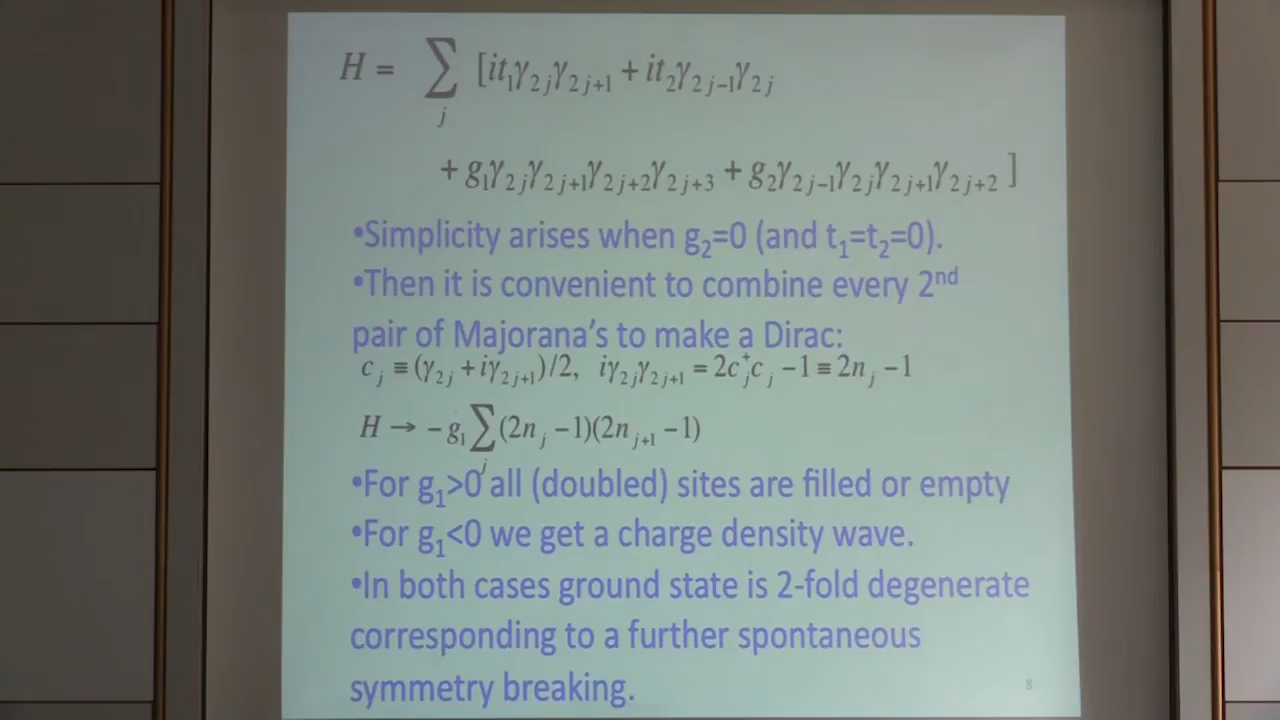 H = ∑_j [it₁γ_{2j}γ_{2j+1} + it₂γ_{2j−1}γ_{2j}
+ g₁γ_{2j}γ_{2j+1}γ_{2j+2}γ_{2j+3} + g₂γ_{2j−1}γ_{2j}γ_{2j+1}γ_{2j+2} ]
•Simplicity arises when g₂=0 (and t₁=t₂=0).
•Then it is convenient to combine every 2ⁿᵈ
pair of Majorana's to make a Dirac:
c_j ≡ (γ_{2j} + iγ_{2j+1})/2, iγ_{2j}γ_{2j+1} = 2c_j⁺c_j − 1 ≡ 2n_j − 1
H → −g₁∑_j(2n_j − 1)(2n_{j+1} − 1)
•For g₁>0 all (doubled) sites are filled or empty
•For g₁<0 we get a charge density wave.
•In both cases ground state is 2-fold degenerate
corresponding to a further spontaneous
symmetry breaking.
8